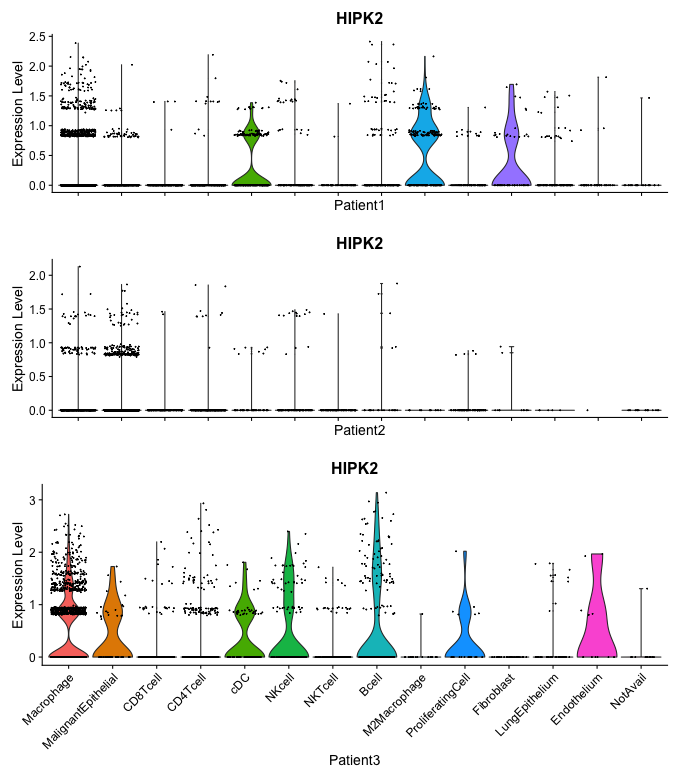 HIPK2
Expression Level
2.5
2.0
1.5
1.0
0.5
0.0
Patient1
HIPK2
Expression Level
2.0
1.5
1.0
0.5
0.0
Patient2
HIPK2
Expression Level
3
2
1
0
Macrophage
MalignantEpithelial
CD8Tcell
CD4Tcell
cDC
NKcell
NKTcell
Bcell
M2Macrophage
ProliferatingCell
Fibroblast
LungEpithelium
Endothelium
NotAvail
Patient3